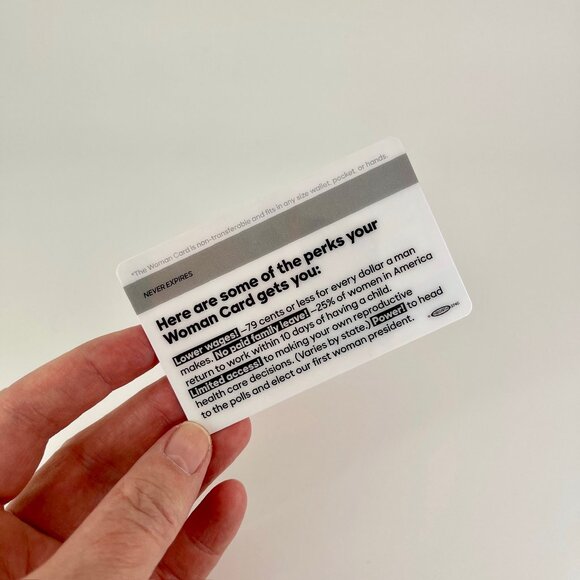 *The Woman Card is non-transferable and fits in any size wallet, pocket, or hands.
NEVER EXPIRES
Here are some of the perks your
Woman Card gets you:
Lower wages! –79 cents or less for every dollar a man
makes. No paid family leave! –25% of women in America
return to work within 10 days of having a child.
Limited access! to making your own reproductive
health care decisions. (Varies by state.) Power! to head
to the polls and elect our first woman president.